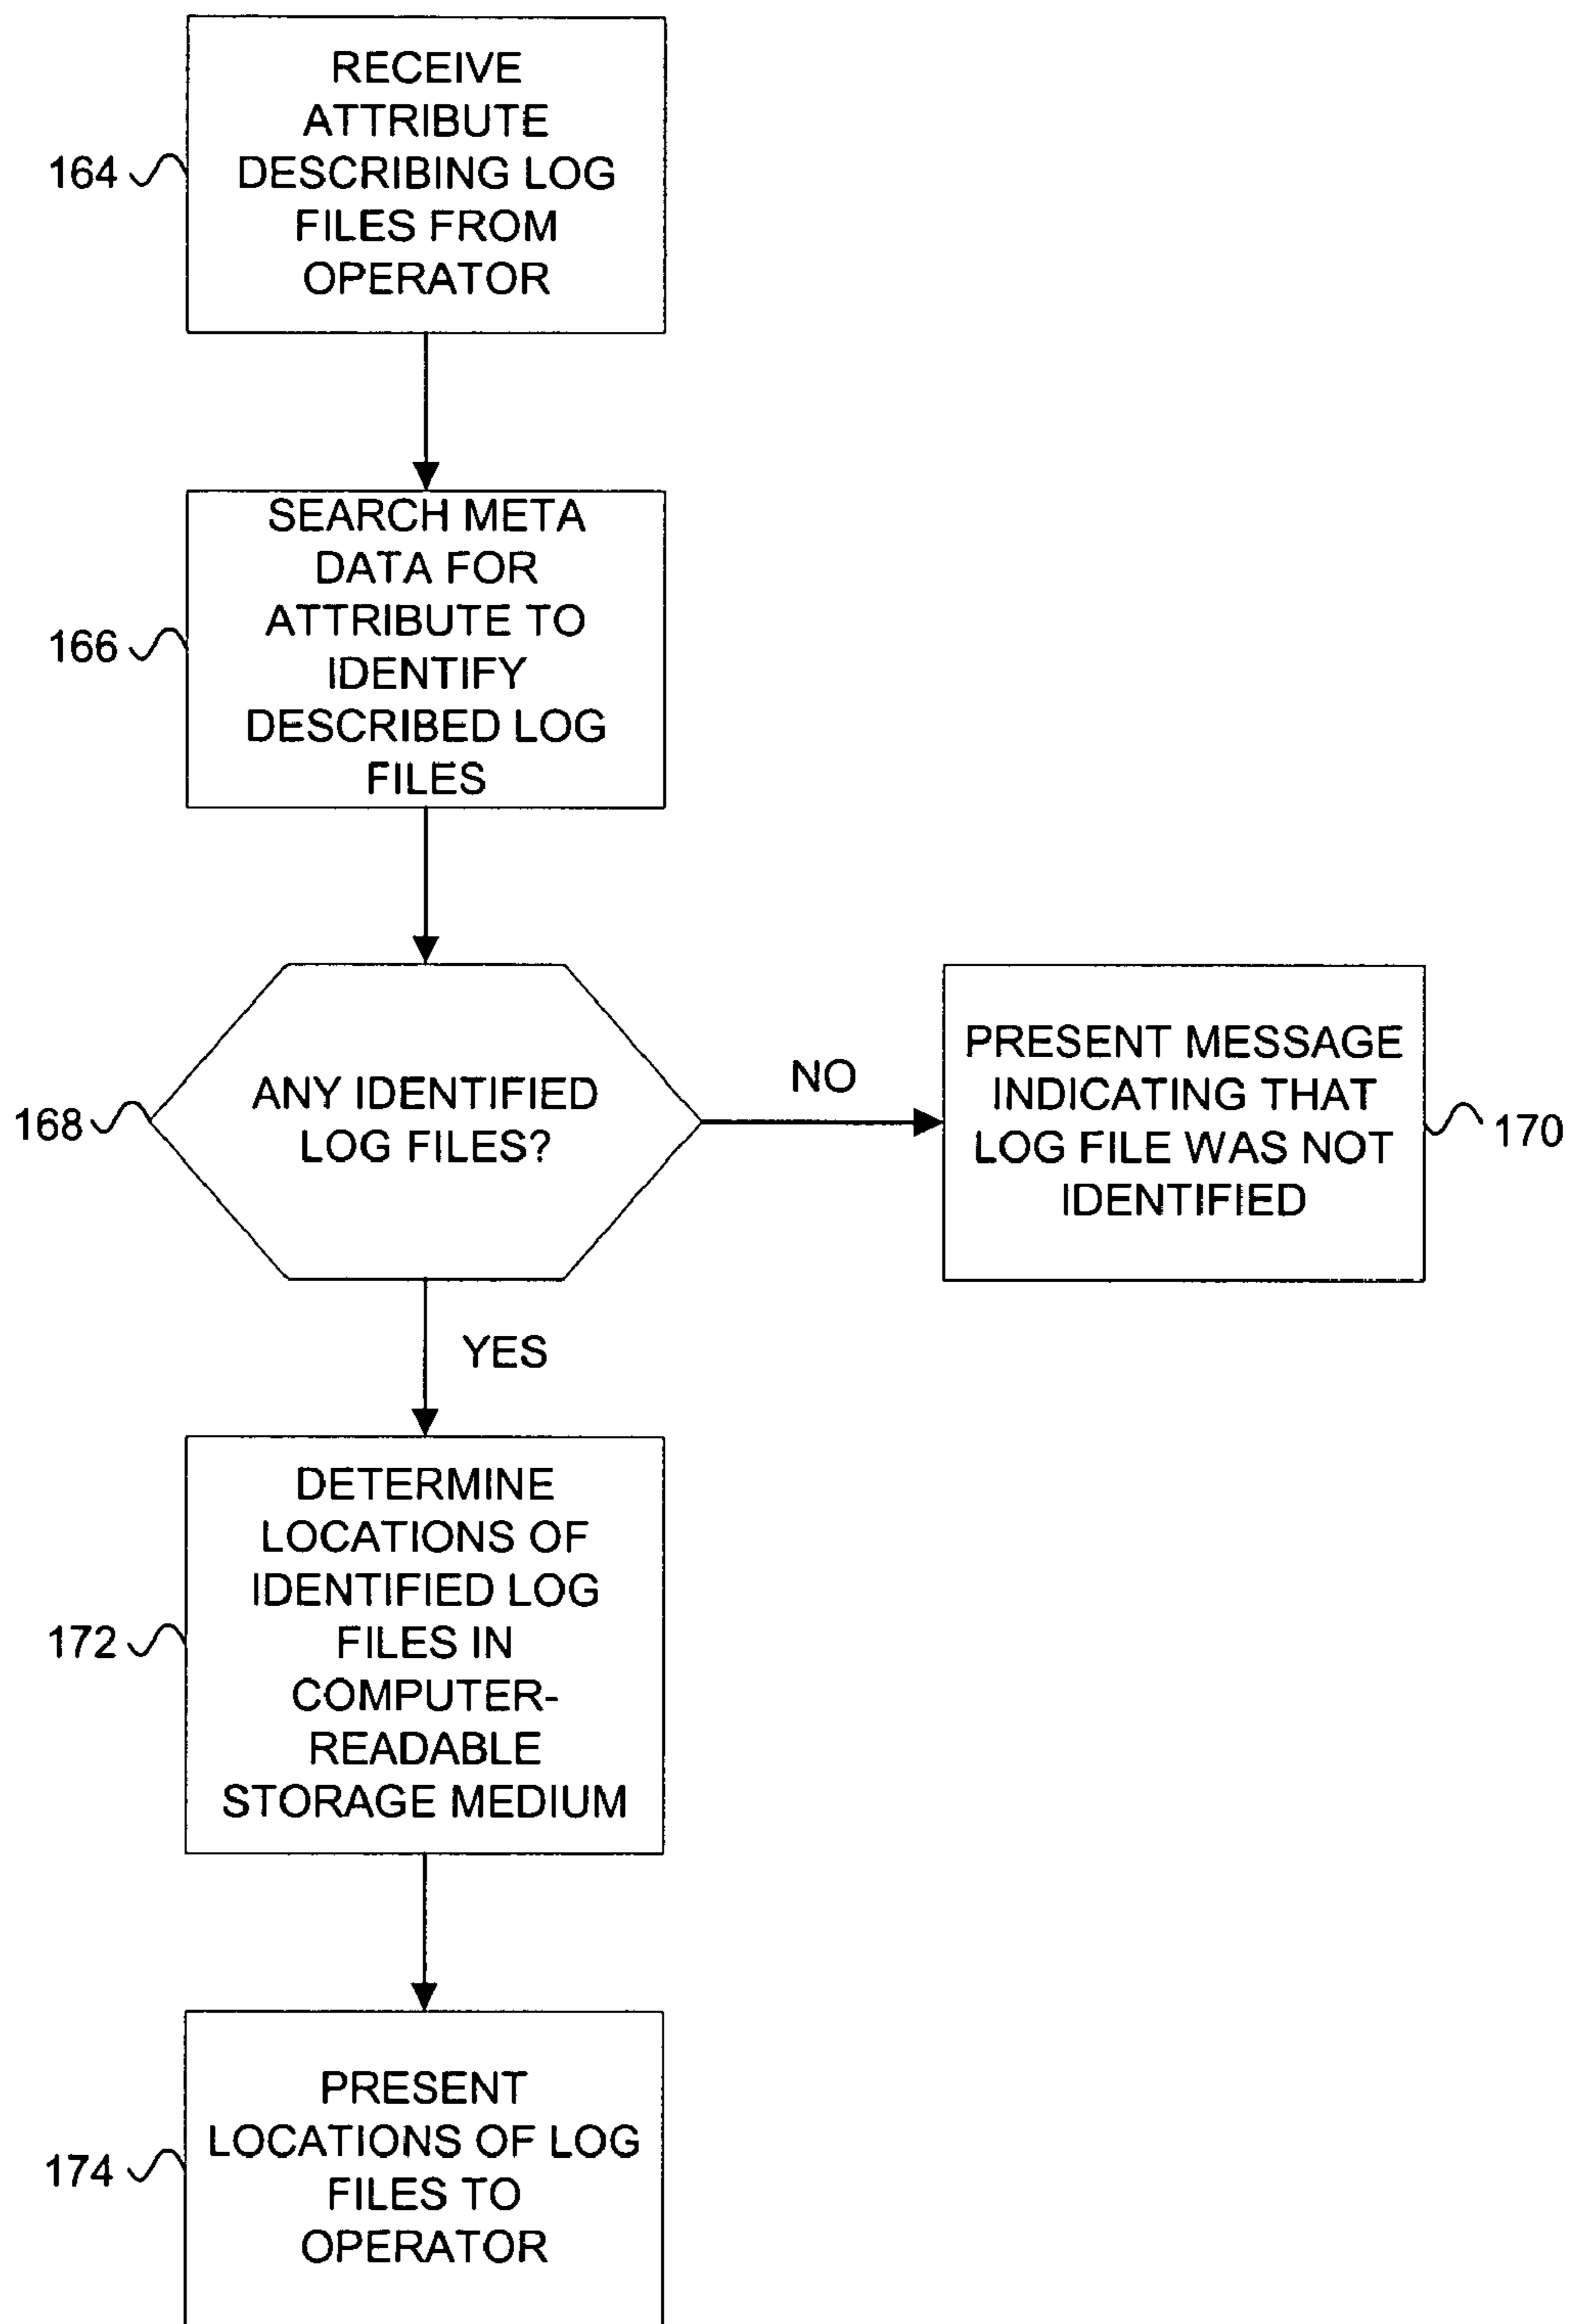 RECEIVE
ATTRIBUTE
DESCRIBING LOG
FILES FROM
OPERATOR
164
SEARCH META
DATA FOR
ATTRIBUTE TO
IDENTIFY
DESCRIBED LOG
FILES
166
ANY IDENTIFIED
LOG FILES?
168
NO
PRESENT MESSAGE
INDICATING THAT
LOG FILE WAS NOT
IDENTIFIED
170
YES
DETERMINE
LOCATIONS OF
IDENTIFIED LOG
FILES IN
COMPUTER-
READABLE
STORAGE MEDIUM
172
PRESENT
LOCATIONS OF LOG
FILES TO
OPERATOR
174